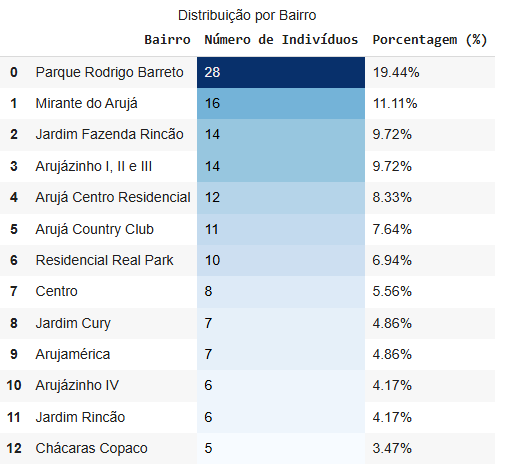 Distribuição por Bairro
Bairro Número de Indivíduos Porcentagem (%)
0 Parque Rodrigo Barreto 28 19.44%
1 Mirante do Arujá 16 11.11%
2 Jardim Fazenda Rincão 14 9.72%
3 Arujázinho I, II e III 14 9.72%
4 Arujá Centro Residencial 12 8.33%
5 Arujá Country Club 11 7.64%
6 Residencial Real Park 10 6.94%
7 Centro 8 5.56%
8 Jardim Cury 7 4.86%
9 Arujamérica 7 4.86%
10 Arujázinho IV 6 4.17%
11 Jardim Rincão 6 4.17%
12 Chácaras Copaco 5 3.47%